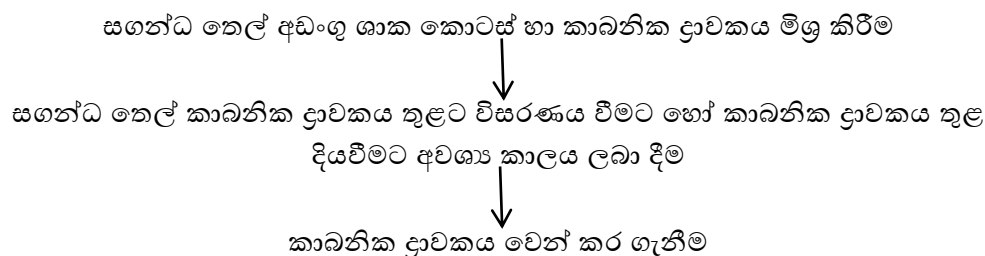 සගන්ධ තෙල් අඩංගු ශාක කොටස් හා කාබනික ද්‍රාවකය මිශ්‍ර කිරීම
සගන්ධ තෙල් කාබනික ද්‍රාවකය තුළට විසරණය වීමට හෝ කාබනික ද්‍රාවකය තුළ
දියවීමට අවශ්‍ය කාලය ලබා දීම
කාබනික ද්‍රාවකය වෙන් කර ගැනීම